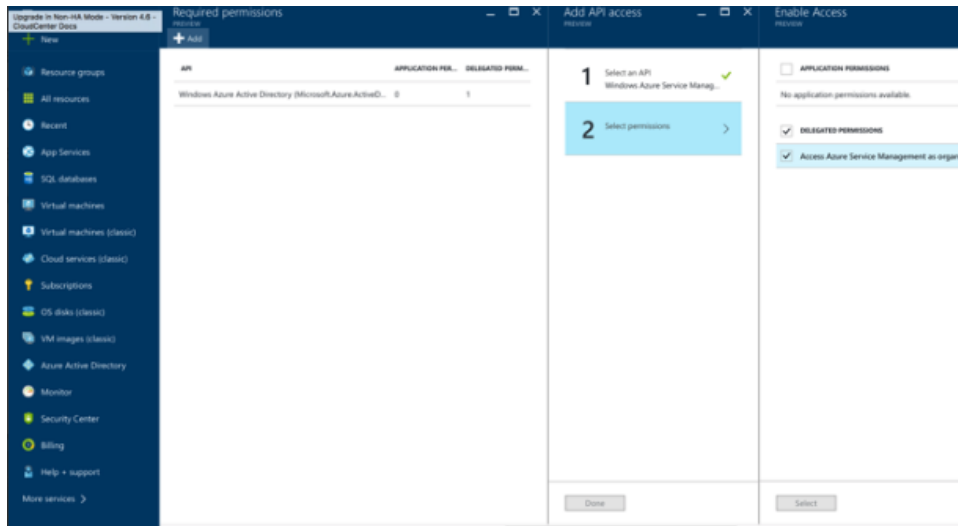 Upgrade in Non-HA Mode - Version 4.8 -
CloudCenter Docs
New
Resource groups
All resources
Recent
App Services
SQL databases
Virtual machines
Virtual machines (classic)
Cloud services (classic)
Subscriptions
OS disks (classic)
VM images (classic)
Azure Active Directory
Monitor
Security Center
Billing
Help + support
More services
Required permissions
PREVIEW
Add
API APPLICATION PER... DELEGATED PERM...
Windows Azure Active Directory (Microsoft.Azure.ActiveD... 0 1
Add API access
PREVIEW
1 Select an API
Windows Azure Service Manag...
2 Select permissions
Done
Enable Access
PREVIEW
APPLICATION PERMISSIONS
No application permissions available.
DELEGATED PERMISSIONS
Access Azure Service Management as organ
Select